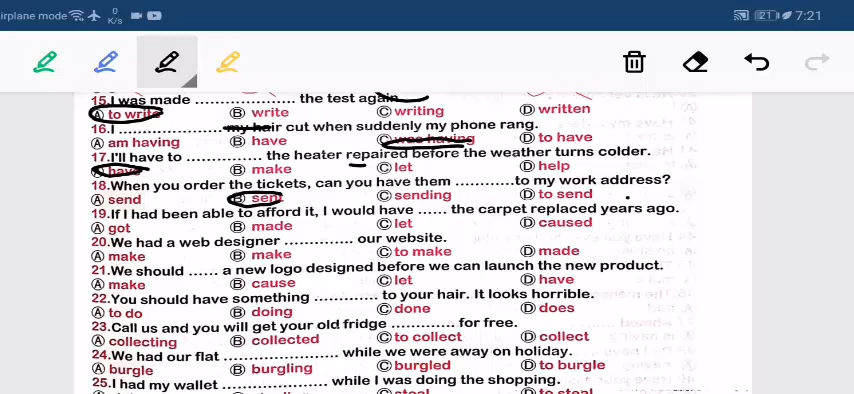 irplane mode 0 K/s 21 7:21
15.I was made .................... the test again
Ⓐ to write Ⓑ write Ⓒ writing Ⓓ written
16.I ......................my hair cut when suddenly my phone rang.
Ⓐ am having Ⓑ have Ⓒ was having Ⓓ to have
17.I'll have to ............... the heater repaired before the weather turns colder.
Ⓐ have Ⓑ make Ⓒ let Ⓓ help
18.When you order the tickets, can you have them ............to my work address?
Ⓐ send Ⓑ sent Ⓒ sending Ⓓ to send
19.If I had been able to afford it, I would have ...... the carpet replaced years ago.
Ⓐ got Ⓑ made Ⓒ let Ⓓ caused
20.We had a web designer .............. our website.
Ⓐ make Ⓑ make Ⓒ to make Ⓓ made
21.We should ...... a new logo designed before we can launch the new product.
Ⓐ make Ⓑ cause Ⓒ let Ⓓ have
22.You should have something ............. to your hair. It looks horrible.
Ⓐ to do Ⓑ doing Ⓒ done Ⓓ does
23.Call us and you will get your old fridge ............. for free.
Ⓐ collecting Ⓑ collected Ⓒ to collect Ⓓ collect
24.We had our flat ....................... while we were away on holiday.
Ⓐ burgle Ⓑ burgling Ⓒ burgled Ⓓ to burgle
25.I had my wallet ..................... while I was doing the shopping.
Ⓒ steal Ⓓ to steal